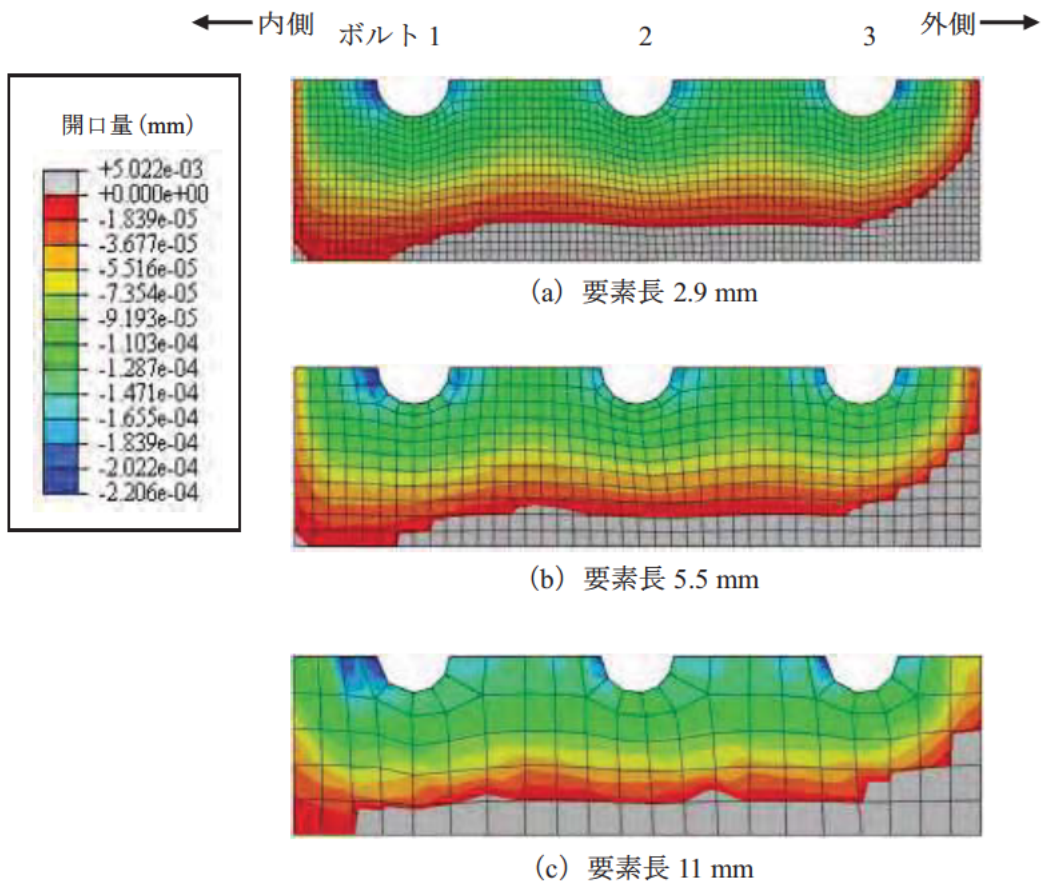 内側 ボルト 1 2 3 外側
開口量 (mm)
+5.022e-03
+0.000e+00
-1.839e-05
-3.677e-05
-5.516e-05
-7.354e-05
-9.193e-05
-1.103e-04
-1.287e-04
-1.471e-04
-1.655e-04
-1.839e-04
-2.022e-04
-2.206e-04
(a) 要素長 2.9 mm
(b) 要素長 5.5 mm
(c) 要素長 11 mm